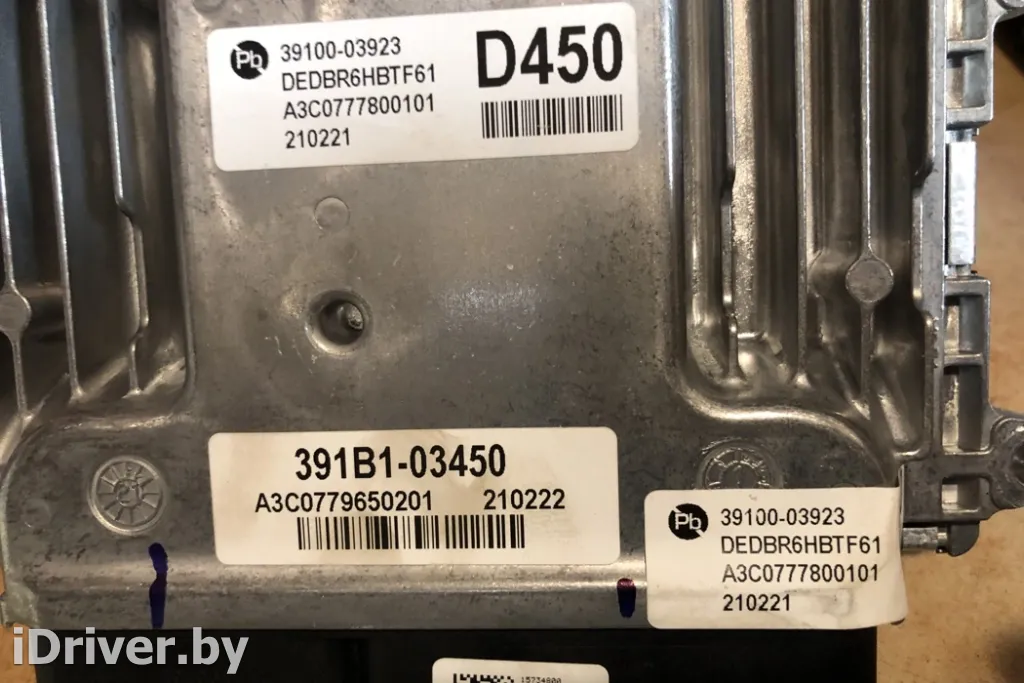 Pb
39100-03923
D450
DEDBR6HBTF61
A3C0777800101
210221
391B1-03450
A3C0779650201 210222
Pb
39100-03923
DEDBR6HBTF61
A3C0777800101
210221
iDriver.by
15734800